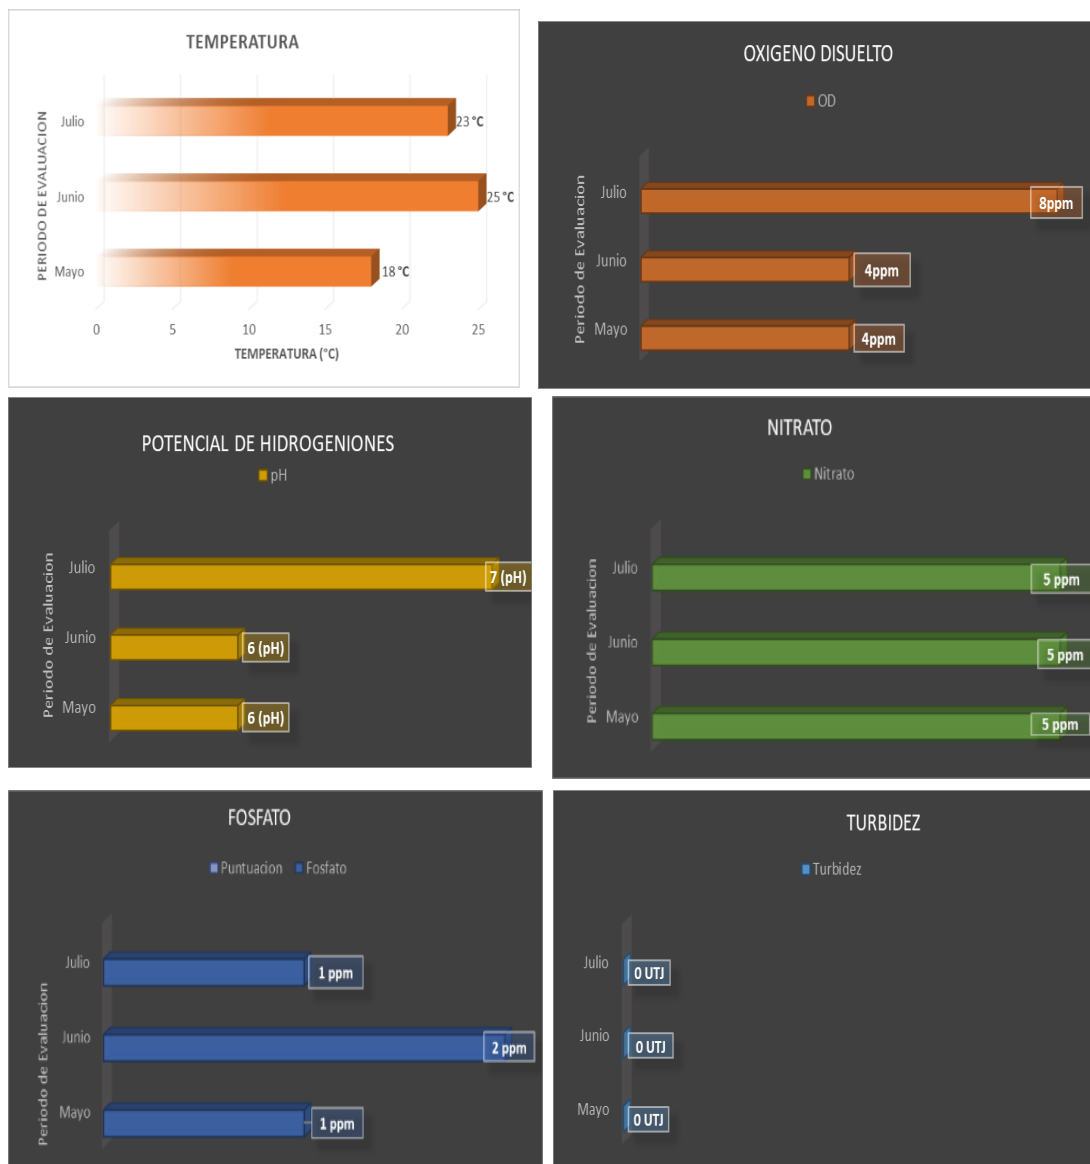 TEMPERATURA
PERIODO DE EVALUACION
Julio
23 °C
Junio
25 °C
Mayo
18 °C
0 5 10 15 20 25
TEMPERATURA (°C)
OXIGENO DISUELTO
OD
Periodo de Evaluacion
Julio
8ppm
Junio
4ppm
Mayo
4ppm
POTENCIAL DE HIDROGENIONES
pH
Periodo de Evaluacion
Julio
7 (pH)
Junio
6 (pH)
Mayo
6 (pH)
NITRATO
Nitrato
Periodo de Evaluacion
Julio
5 ppm
Junio
5 ppm
Mayo
5 ppm
FOSFATO
Puntuacion Fosfato
Periodo de Evaluacion
Julio
1 ppm
Junio
2 ppm
Mayo
1 ppm
TURBIDEZ
Turbidez
Julio
0 UTJ
Junio
0 UTJ
Mayo
0 UTJ